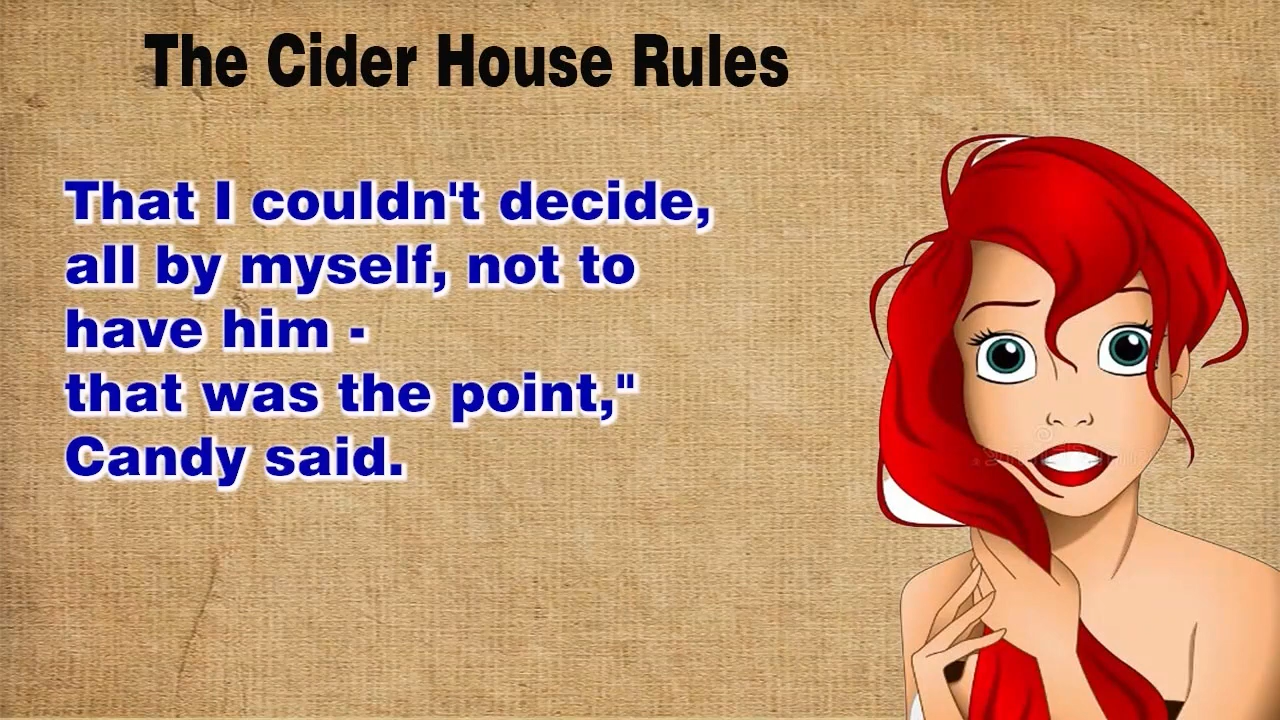 The Cider House Rules
That I couldn't decide,
all by myself, not to
have him -
that was the point,"
Candy said.